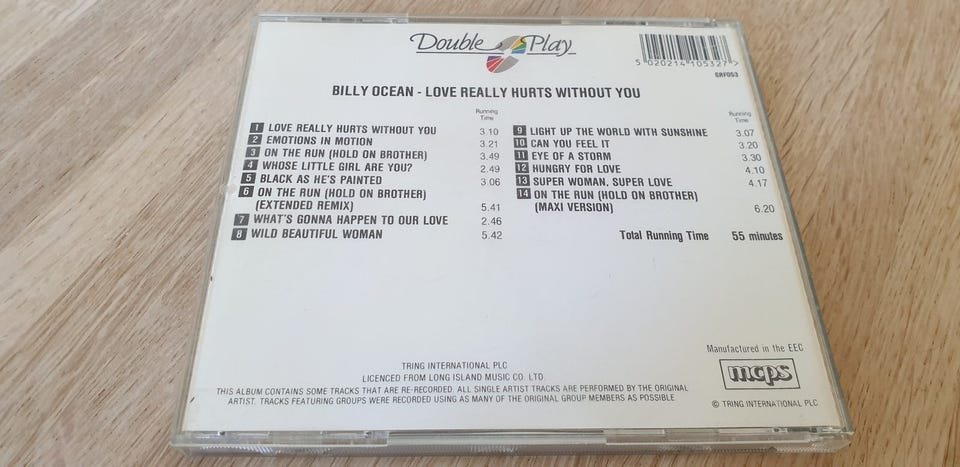 Double Play
5 020214 105327 >
GRF053
BILLY OCEAN - LOVE REALLY HURTS WITHOUT YOU
Running
Time
1 LOVE REALLY HURTS WITHOUT YOU 3.10
2 EMOTIONS IN MOTION 3.21
3 ON THE RUN (HOLD ON BROTHER) 3.49
4 WHOSE LITTLE GIRL ARE YOU? 2.49
5 BLACK AS HE'S PAINTED 3.06
6 ON THE RUN (HOLD ON BROTHER)
(EXTENDED REMIX) 5.41
7 WHAT'S GONNA HAPPEN TO OUR LOVE 2.46
8 WILD BEAUTIFUL WOMAN 5.42
Running
Time
9 LIGHT UP THE WORLD WITH SUNSHINE 3.07
10 CAN YOU FEEL IT 3.20
11 EYE OF A STORM 3.30
12 HUNGRY FOR LOVE 4.10
13 SUPER WOMAN, SUPER LOVE 4.17
14 ON THE RUN (HOLD ON BROTHER)
(MAXI VERSION) 6.20
Total Running Time 55 minutes
TRING INTERNATIONAL PLC
LICENCED FROM LONG ISLAND MUSIC CO. LTD
THIS ALBUM CONTAINS SOME TRACKS THAT ARE RE-RECORDED. ALL SINGLE ARTIST TRACKS ARE PERFORMED BY THE ORIGINAL
ARTIST. TRACKS FEATURING GROUPS WERE RECORDED USING AS MANY OF THE ORIGINAL GROUP MEMBERS AS POSSIBLE
Manufactured in the EEC
mcps
© TRING INTERNATIONAL PLC